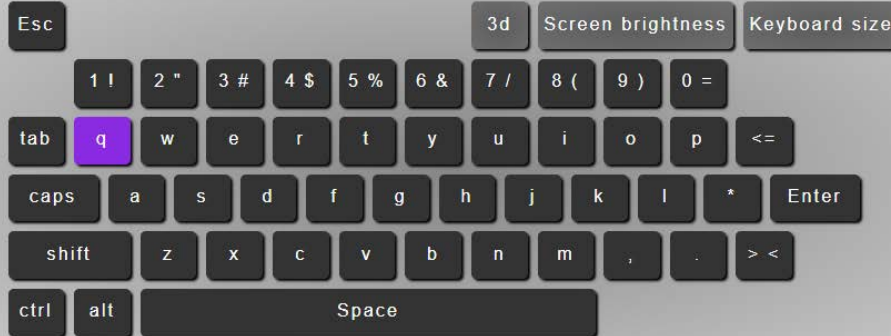 Esc 3d Screen brightness Keyboard size
1 ! 2 " 3 # 4 $ 5 % 6 & 7 / 8 ( 9 ) 0 =
tab q w e r t y u i o p <=
caps a s d f g h j k l * Enter
shift z x c v b n m , . > <
ctrl alt Space